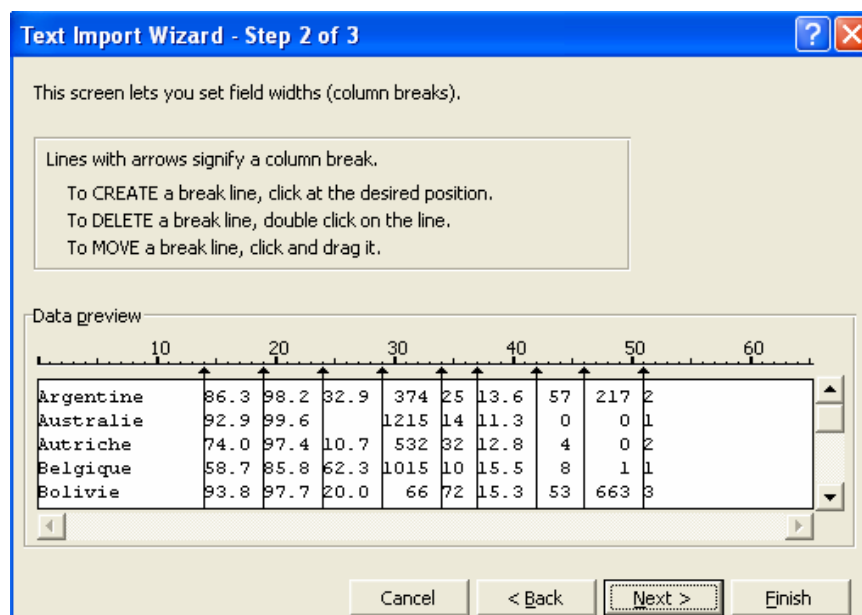 Text Import Wizard - Step 2 of 3
This screen lets you set field widths (column breaks).
Lines with arrows signify a column break.
To CREATE a break line, click at the desired position.
To DELETE a break line, double click on the line.
To MOVE a break line, click and drag it.
Data preview
10 20 30 40 50 60
Argentine 86.3 98.2 32.9 374 25 13.6 57 217 2
Australie 92.9 99.6 1215 14 11.3 0 0 1
Autriche 74.0 97.4 10.7 532 32 12.8 4 0 2
Belgique 58.7 85.8 62.3 1015 10 15.5 8 1 1
Bolivie 93.8 97.7 20.0 66 72 15.3 53 663 3
Cancel < Back Next > Finish